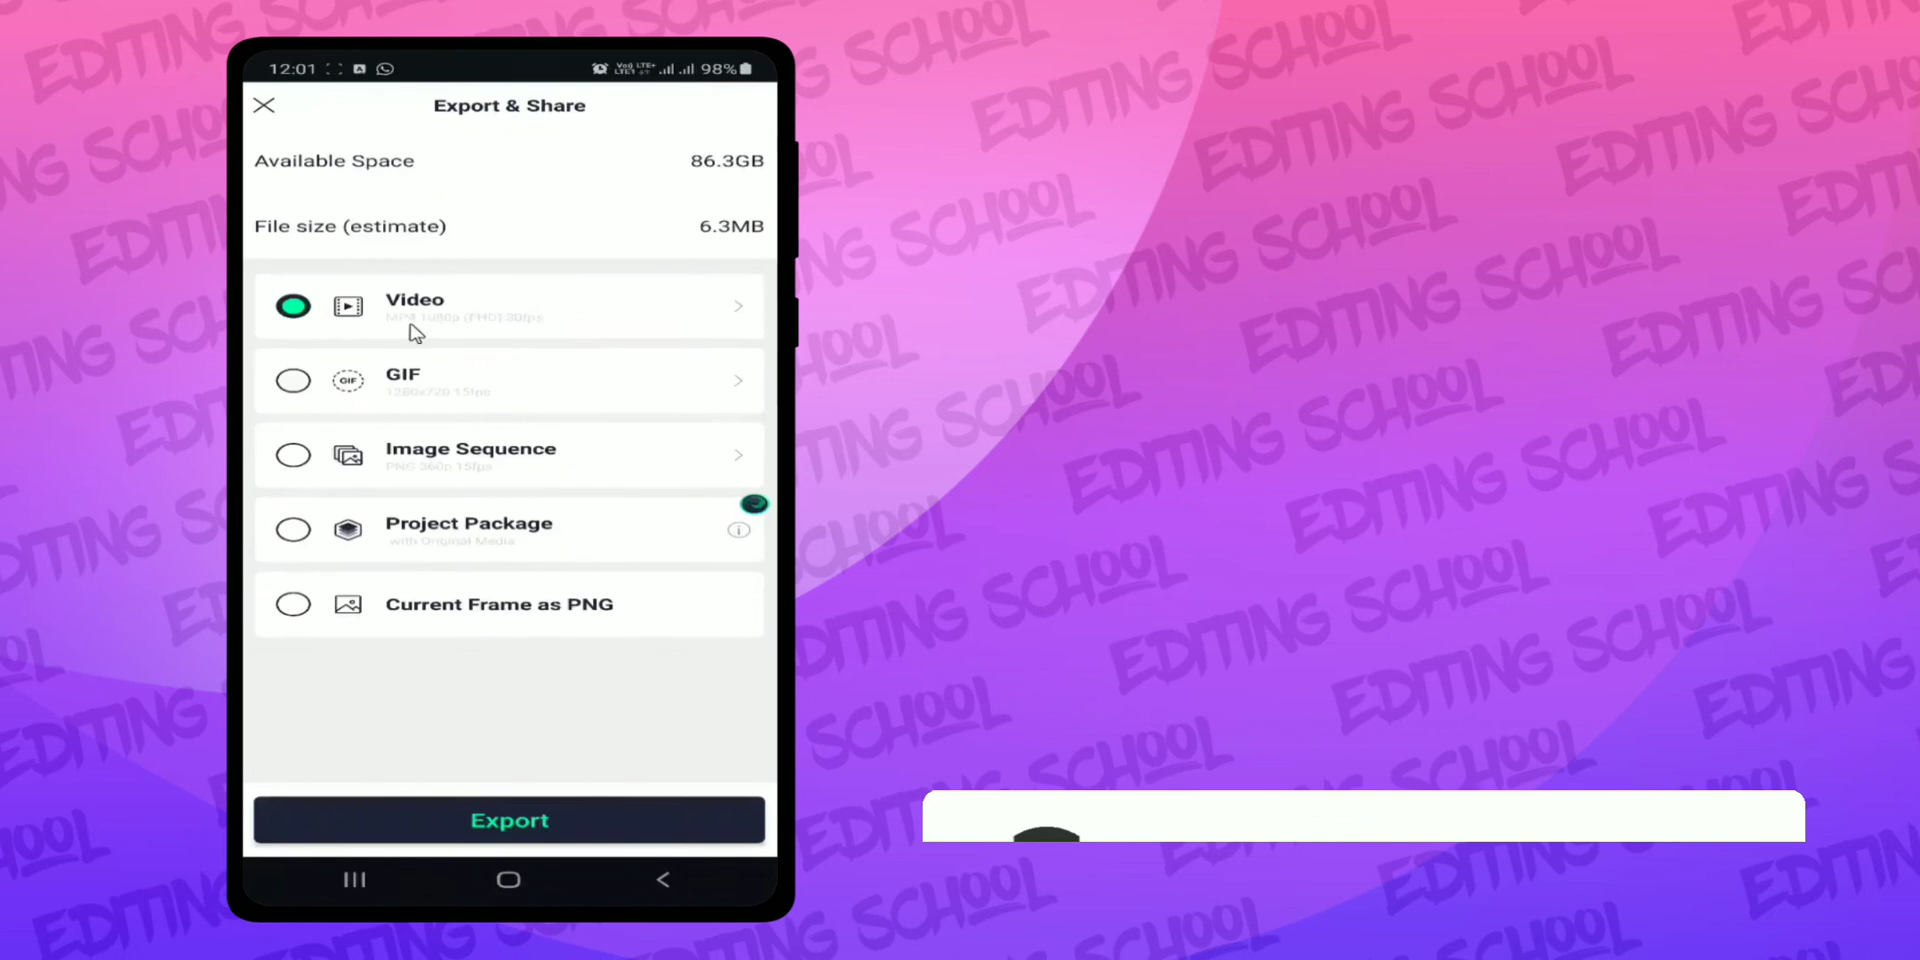 12:01
98%
Export & Share
Available Space 86.3GB
File size (estimate) 6.3MB
Video
MP4 1080p (FHD) 30fps
GIF
GIF
1280x720 15fps
Image Sequence
PNG 360p 15fps
Project Package
with Original Media
Current Frame as PNG
Export
EDITING SCHOOL